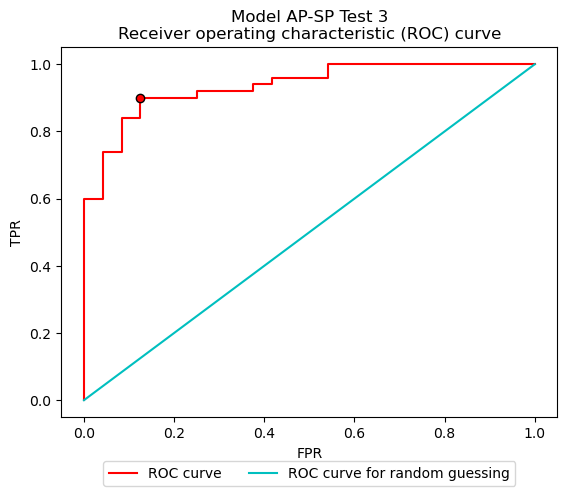 Model AP-SP Test 3
Receiver operating characteristic (ROC) curve
1.0
0.8
0.6
0.4
0.2
0.0
TPR
0.0 0.2 0.4 0.6 0.8 1.0
FPR
ROC curve ROC curve for random guessing